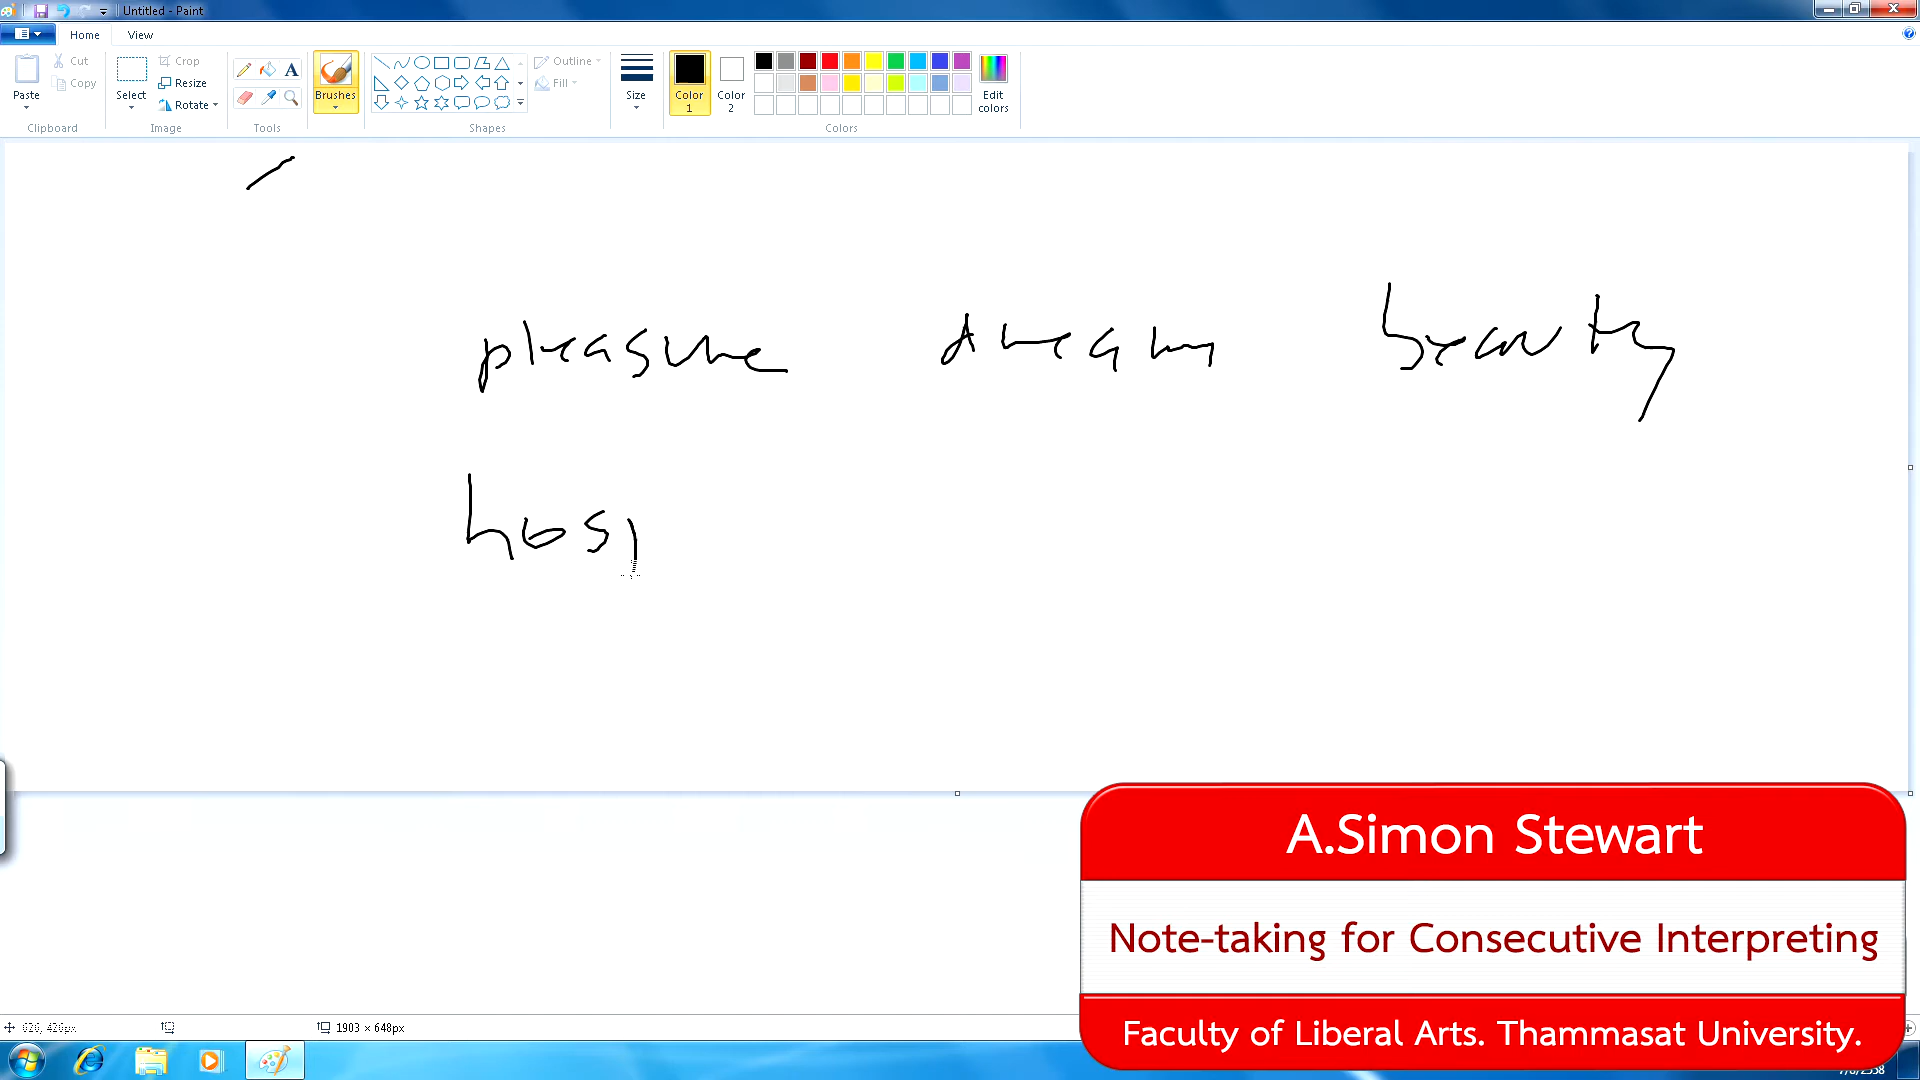 Untitled - Paint
Home View
Paste
Cut
Copy
Clipboard
Select
Crop
Resize
Rotate
Image
Tools
Brushes
Shapes
Outline
Fill
Size
Color 1
Color 2
Edit colors
Colors
pleasure dream beauty
hosp
A.Simon Stewart
Note-taking for Consecutive Interpreting
Faculty of Liberal Arts. Thammasat University.
1903 × 648px